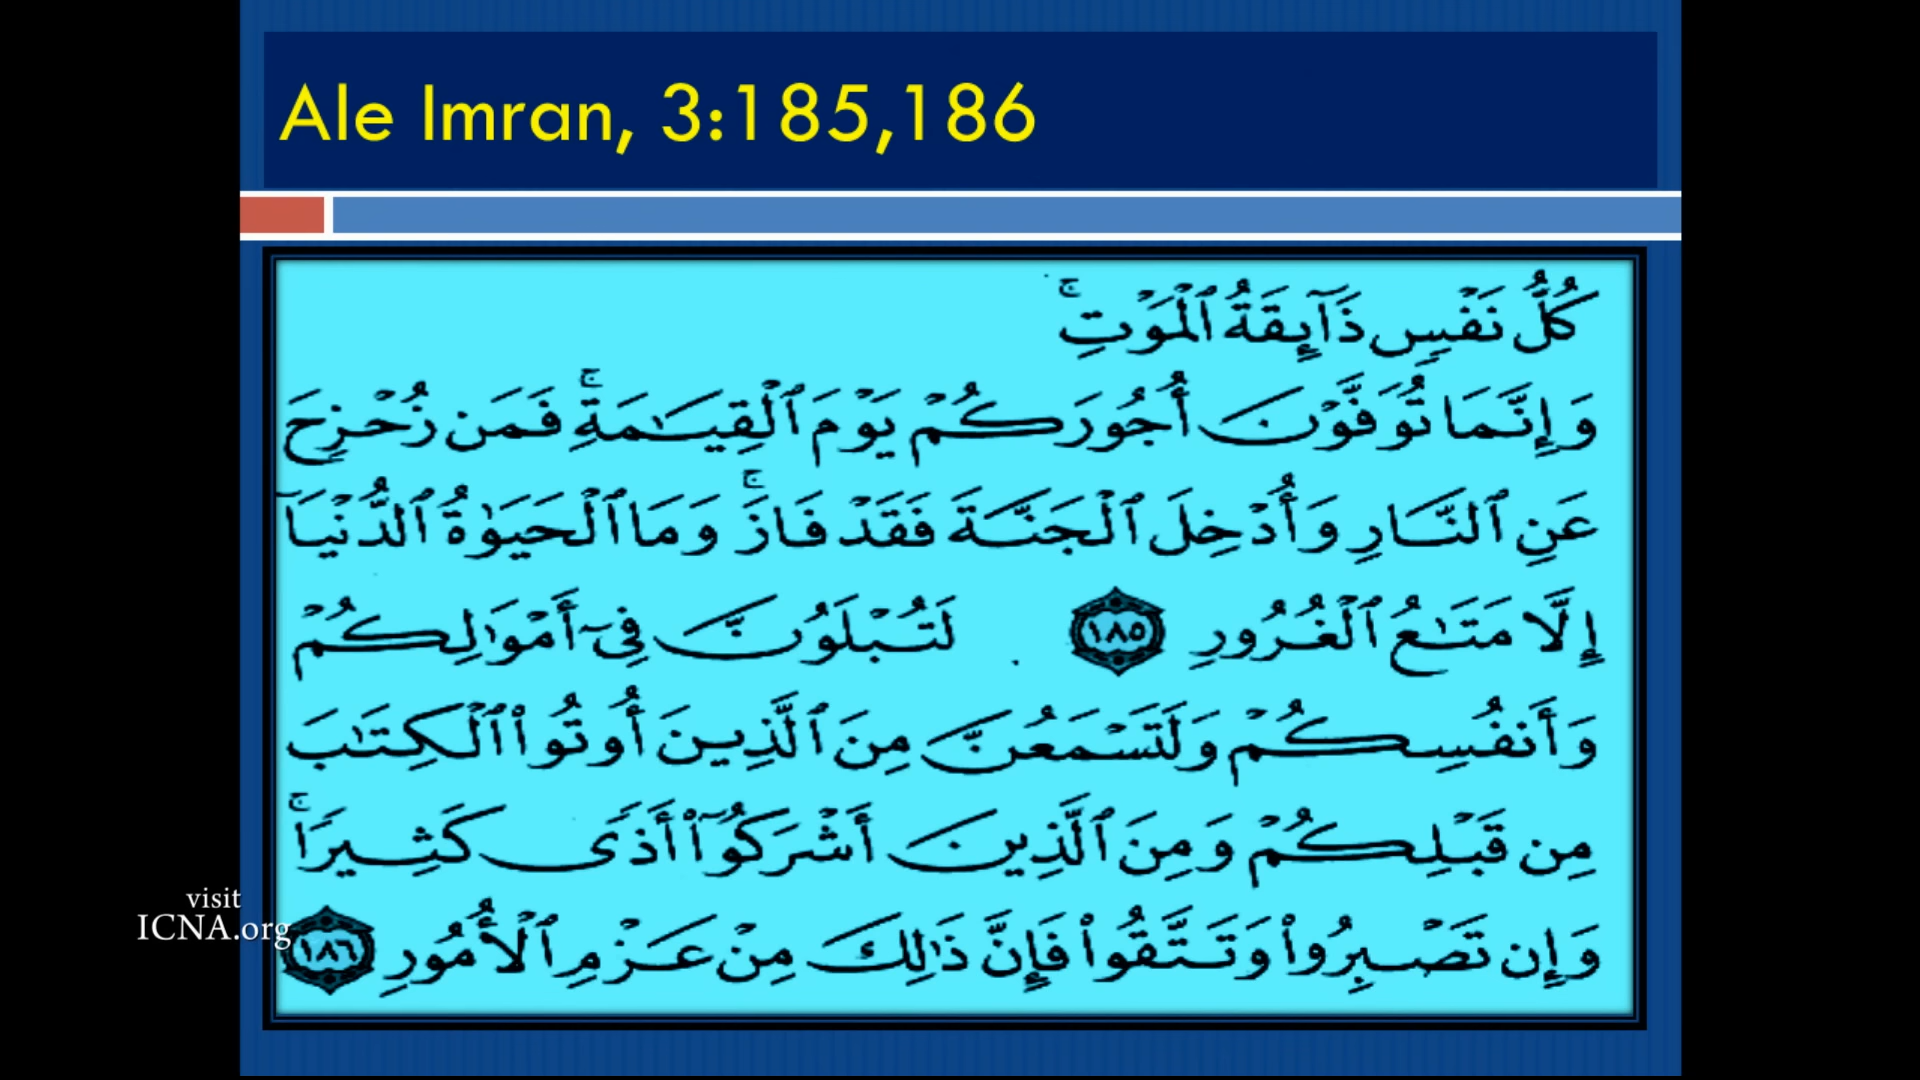 Ale Imran, 3:185,186
كُلُّ نَفْسٍ ذَآئِقَةُ ٱلْمَوْتِ ۗ
وَإِنَّمَا تُوَفَّوْنَ أُجُورَكُمْ يَوْمَ ٱلْقِيَـٰمَةِ ۖ فَمَن زُحْزِحَ
عَنِ ٱلنَّارِ وَأُدْخِلَ ٱلْجَنَّةَ فَقَدْ فَازَ ۗ وَمَا ٱلْحَيَوٰةُ ٱلدُّنْيَآ
إِلَّا مَتَـٰعُ ٱلْغُرُورِ ١٨٥ لَتُبْلَوُنَّ فِىٓ أَمْوَٰلِكُمْ
وَأَنفُسِكُمْ وَلَتَسْمَعُنَّ مِنَ ٱلَّذِينَ أُوتُوا۟ ٱلْكِتَـٰبَ
مِن قَبْلِكُمْ وَمِنَ ٱلَّذِينَ أَشْرَكُوٓا۟ أَذًى كَثِيرًا ۚ
وَإِن تَصْبِرُوا۟ وَتَتَّقُوا۟ فَإِنَّ ذَٰلِكَ مِنْ عَزْمِ ٱلْأُمُورِ ١٨٦
visit
ICNA.org